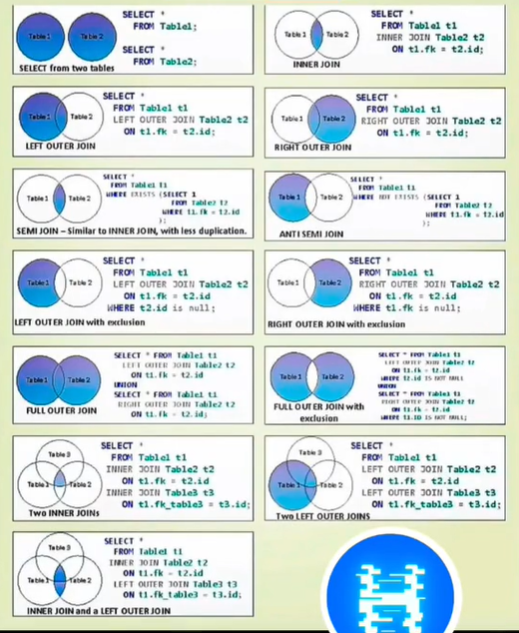 Table 1
Table 2
SELECT *
FROM Table1;
SELECT *
FROM Table2;
SELECT from two tables
Table 1
Table 2
SELECT *
FROM Table1 t1
INNER JOIN Table2 t2
ON t1.fk = t2.id;
INNER JOIN
Table 1
Table 2
SELECT *
FROM Table1 t1
LEFT OUTER JOIN Table2 t2
ON t1.fk = t2.id;
LEFT OUTER JOIN
Table 1
Table 2
SELECT *
FROM Table1 t1
RIGHT OUTER JOIN Table2 t2
ON t1.fk = t2.id;
RIGHT OUTER JOIN
Table 1
Table 2
SELECT *
FROM Table1 t1
WHERE EXISTS (SELECT 1
FROM Table2 t2
WHERE t1.fk = t2.id
);
SEMI JOIN – Similar to INNER JOIN, with less duplication.
Table 1
Table 2
SELECT *
FROM Table1 t1
WHERE NOT EXISTS (SELECT 1
FROM Table2 t2
WHERE t1.fk = t2.id
);
ANTI SEMI JOIN
Table 1
Table 2
SELECT *
FROM Table1 t1
LEFT OUTER JOIN Table2 t2
ON t1.fk = t2.id
WHERE t2.id is null;
LEFT OUTER JOIN with exclusion
Table 1
Table 2
SELECT *
FROM Table1 t1
RIGHT OUTER JOIN Table2 t2
ON t1.fk = t2.id
WHERE t1.fk is null;
RIGHT OUTER JOIN with exclusion
Table 1
Table 2
SELECT * FROM Table1 t1
LEFT OUTER JOIN Table2 t2
ON t1.fk = t2.id
UNION
SELECT * FROM Table1 t1
RIGHT OUTER JOIN Table2 t2
ON t1.fk = t2.id;
FULL OUTER JOIN
Table 1
Table 2
SELECT * FROM Table1 t1
LEFT OUTER JOIN Table2 t2
ON t1.fk = t2.id
WHERE t2.ID IS NOT NULL
UNION
SELECT * FROM Table1 t1
RIGHT OUTER JOIN Table2 t2
ON t1.fk = t2.id
WHERE t1.ID IS NOT NULL;
FULL OUTER JOIN with
exclusion
Table 3
Table 1
Table 2
SELECT *
FROM Table1 t1
INNER JOIN Table2 t2
ON t1.fk = t2.id
INNER JOIN Table3 t3
ON t1.fk_table3 = t3.id;
Two INNER JOINs
Table 3
Table 1
Table 2
SELECT *
FROM Table1 t1
LEFT OUTER JOIN Table2 t2
ON t1.fk = t2.id
LEFT OUTER JOIN Table3 t3
ON t1.fk_table3 = t3.id;
Two LEFT OUTER JOINS
Table 3
Table 1
Table 2
SELECT *
FROM Table1 t1
INNER JOIN Table2 t2
ON t1.fk = t2.id
LEFT OUTER JOIN Table3 t3
ON t1.fk_table3 = t3.id;
INNER JOIN and a LEFT OUTER JOIN